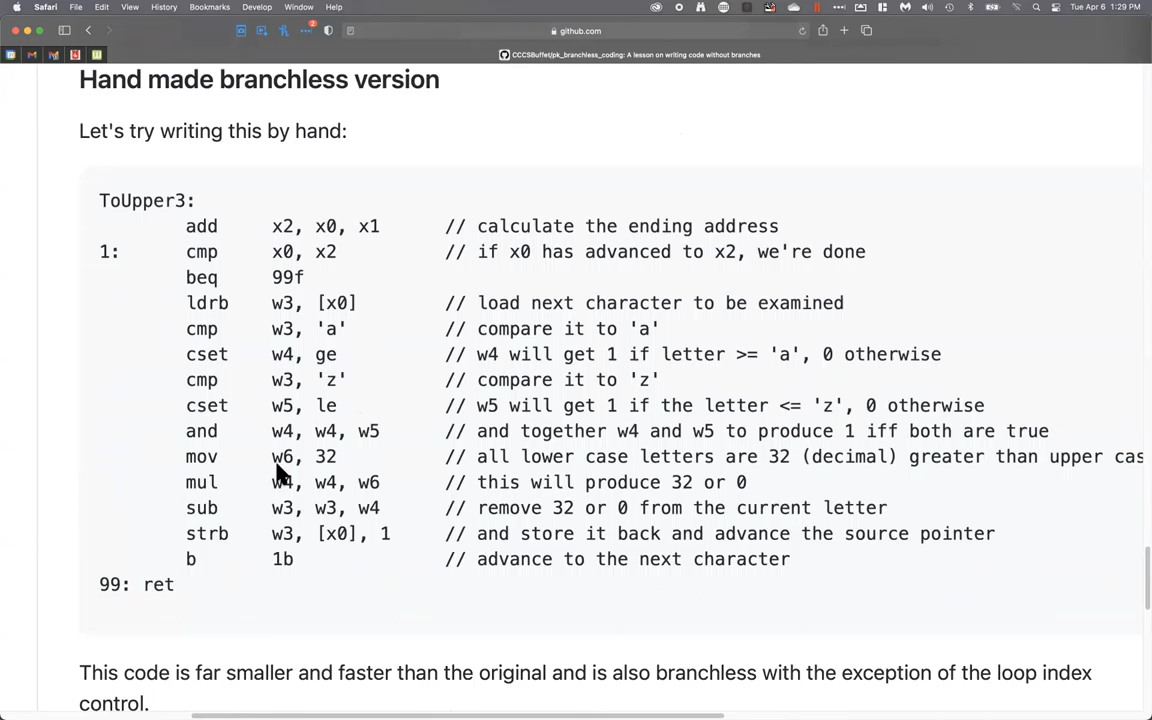 Safari File Edit View History Bookmarks Develop Window Help Tue Apr 6 1:29 PM
2 github.com
CCCSBuffet/pk_branchless_coding: A lesson on writing code without branches
Hand made branchless version
Let's try writing this by hand:
ToUpper3:
add x2, x0, x1 // calculate the ending address
1: cmp x0, x2 // if x0 has advanced to x2, we're done
beq 99f
ldrb w3, [x0] // load next character to be examined
cmp w3, 'a' // compare it to 'a'
cset w4, ge // w4 will get 1 if letter >= 'a', 0 otherwise
cmp w3, 'z' // compare it to 'z'
cset w5, le // w5 will get 1 if the letter <= 'z', 0 otherwise
and w4, w4, w5 // and together w4 and w5 to produce 1 iff both are true
mov w6, 32 // all lower case letters are 32 (decimal) greater than upper cas
mul w4, w4, w6 // this will produce 32 or 0
sub w3, w3, w4 // remove 32 or 0 from the current letter
strb w3, [x0], 1 // and store it back and advance the source pointer
b 1b // advance to the next character
99: ret
This code is far smaller and faster than the original and is also branchless with the exception of the loop index
control.